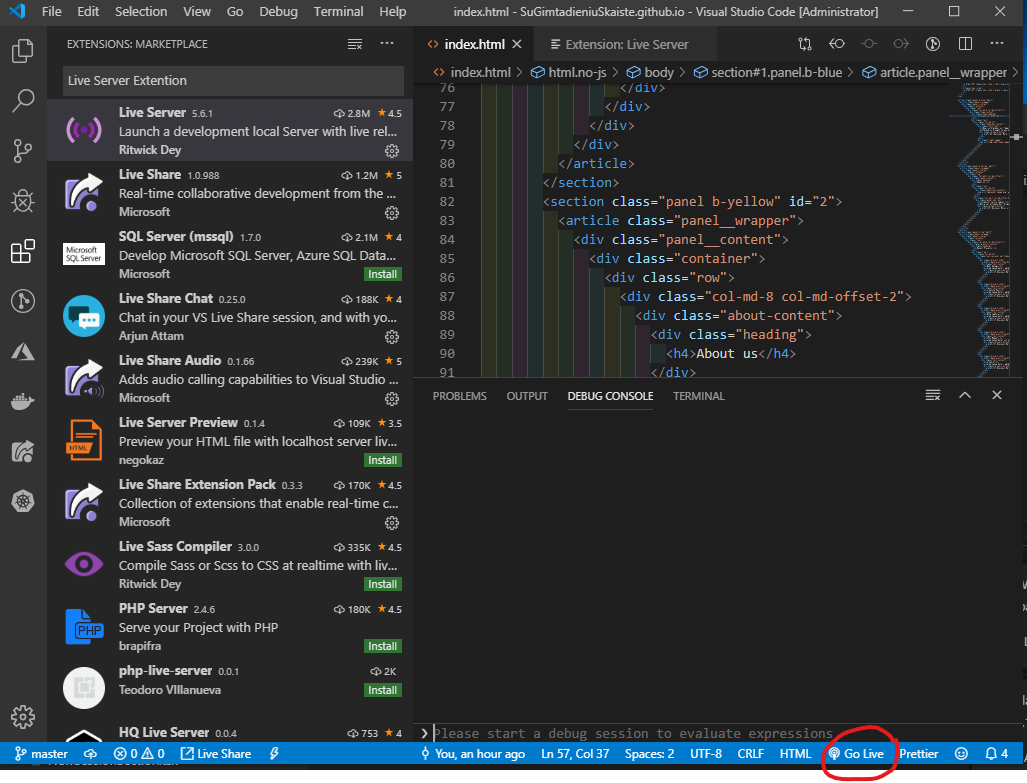 File Edit Selection View Go Debug Terminal Help index.html - SuGimtadieniuSkaiste.github.io - Visual Studio Code [Administrator]
EXTENSIONS: MARKETPLACE
Live Server Extention
Live Server 5.6.1 2.8M 4.5
Launch a development local Server with live rel...
Ritwick Dey
Live Share 1.0.988 1.2M 5
Real-time collaborative development from the ...
Microsoft
Microsoft
SQL Server
SQL Server (mssql) 1.7.0 2.1M 4
Develop Microsoft SQL Server, Azure SQL Data...
Microsoft Install
Live Share Chat 0.25.0 188K 4
Chat in your VS Live Share session, and with yo...
Arjun Attam
Live Share Audio 0.1.66 239K 5
Adds audio calling capabilities to Visual Studio ...
Microsoft
HTML
Live Server Preview 0.1.4 109K 3.5
Preview your HTML file with localhost server liv...
negokaz Install
Live Share Extension Pack 0.3.3 170K 4.5
Collection of extensions that enable real-time c...
Microsoft
Live Sass Compiler 3.0.0 335K 4.5
Compile Sass or Scss to CSS at realtime with liv...
Ritwick Dey Install
PHP
PHP Server 2.4.6 180K 4.5
Serve your Project with PHP
brapifra Install
php-live-server 0.0.1 2K
Teodoro VIllanueva Install
HQ Live Server 0.0.4 753 4
index.html Extension: Live Server
index.html > html.no-js > body > section#1.panel.b-blue > article.panel__wrapper >
76 </div>
77 </div>
78 </div>
79 </div>
80 </article>
81 </section>
82 <section class="panel b-yellow" id="2">
83 <article class="panel__wrapper">
84 <div class="panel__content">
85 <div class="container">
86 <div class="row">
87 <div class="col-md-8 col-md-offset-2">
88 <div class="about-content">
89 <div class="heading">
90 <h4>About us</h4>
91 </div>
PROBLEMS OUTPUT DEBUG CONSOLE TERMINAL
Please start a debug session to evaluate expressions
master 0 0 Live Share You, an hour ago Ln 57, Col 37 Spaces: 2 UTF-8 CRLF HTML Go Live Prettier 4